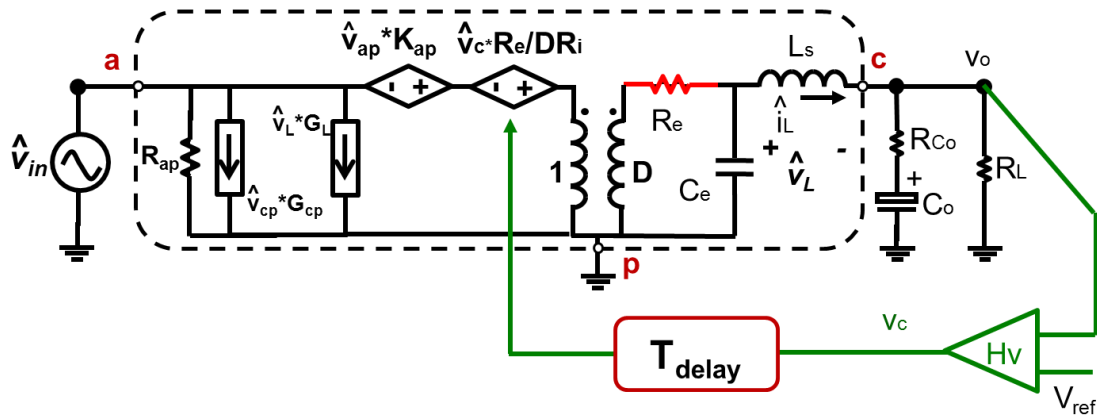 v̂ap*Kap
v̂c*Re/DRi
a
Ls
c
vo
v̂in
Rap
v̂cp*Gcp
v̂L*GL
1
D
Re
Ce
îL
+ v̂L -
RCo
+
Co
RL
p
Tdelay
vc
Hv
Vref